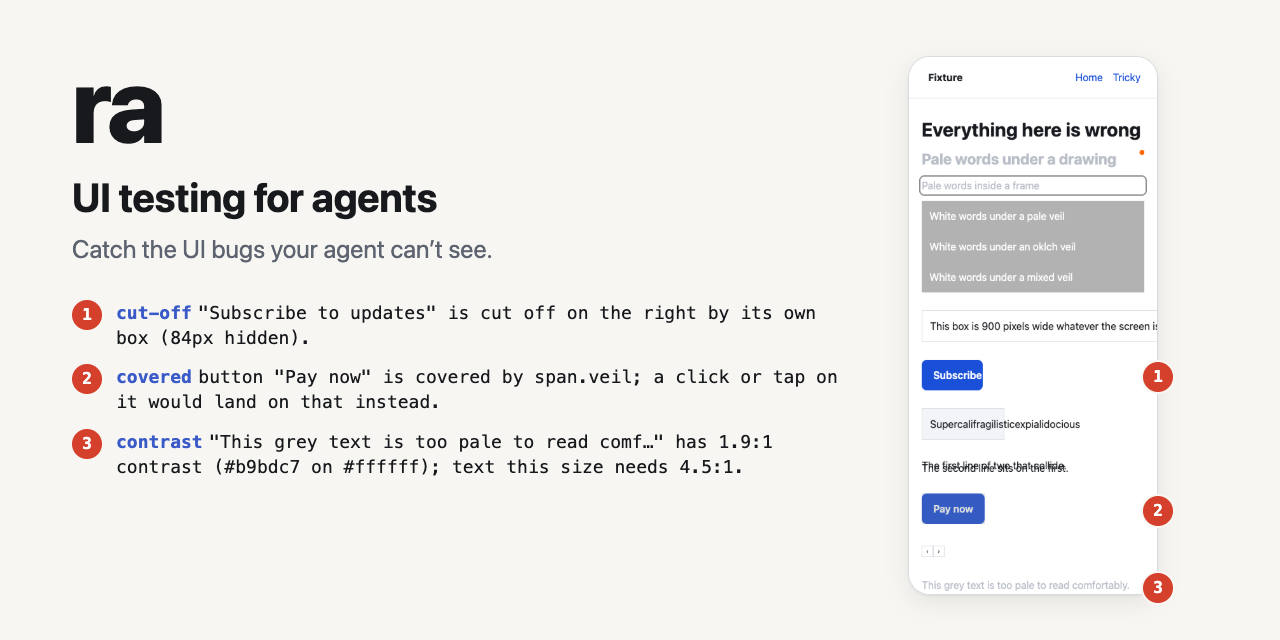 ra
UI testing for agents
Catch the UI bugs your agent can’t see.
1 cut-off "Subscribe to updates" is cut off on the right by its own
box (84px hidden).
2 covered button "Pay now" is covered by span.veil; a click or tap on
it would land on that instead.
3 contrast "This grey text is too pale to read comf…" has 1.9:1
contrast (#b9bdc7 on #ffffff); text this size needs 4.5:1.
Fixture Home Tricky
Everything here is wrong
Pale words under a drawing
Pale words inside a frame
White words under a pale veil
White words under an oklch veil
White words under a mixed veil
This box is 900 pixels wide whatever the screen is
Subscribe 1
Supercalifragilisticexpialidocious
The first line of two that collide.
The second line sits on the first.
Pay now 2
‹ ›
This grey text is too pale to read comfortably. 3